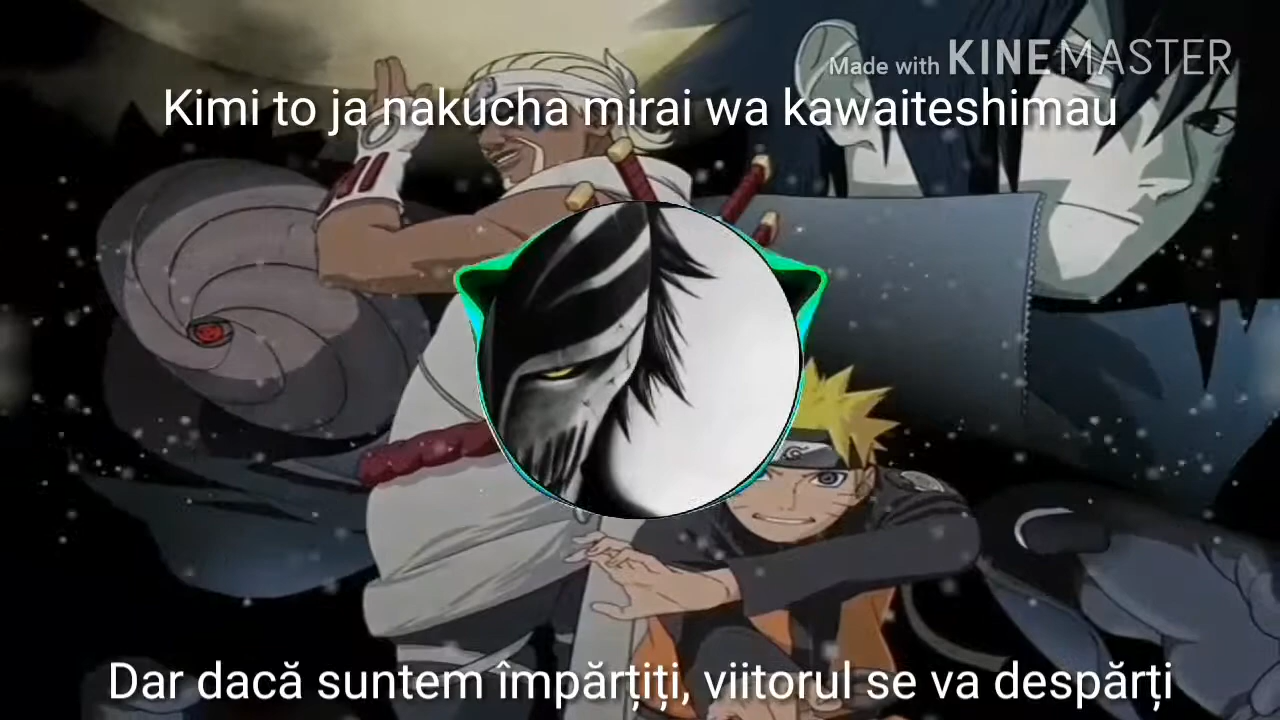 Made with KINEMASTER
Kimi to ja nakucha mirai wa kawaiteshimau
Dar dacă suntem împărțiți, viitorul se va despărți